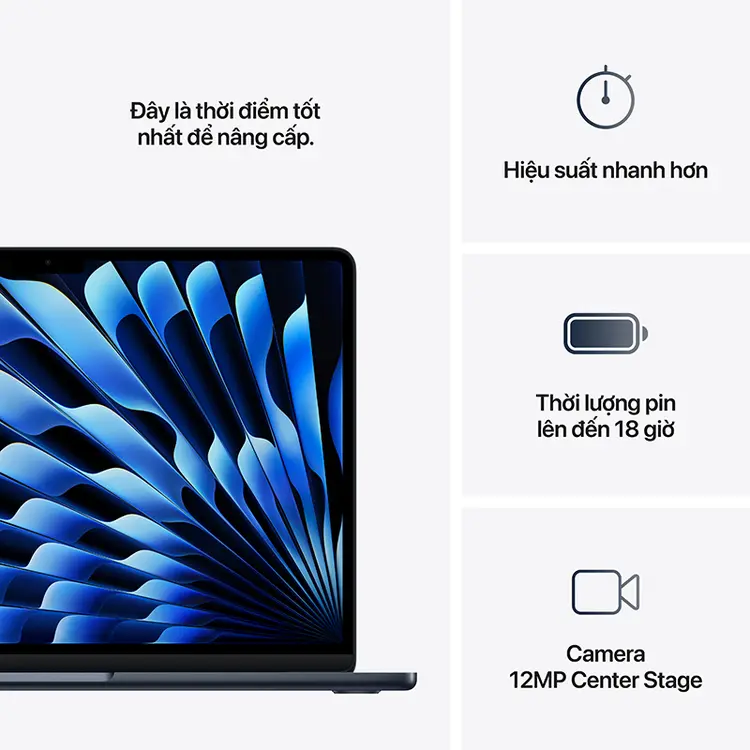 Đây là thời điểm tốt
nhất để nâng cấp.
Hiệu suất nhanh hơn
Thời lượng pin
lên đến 18 giờ
Camera
12MP Center Stage